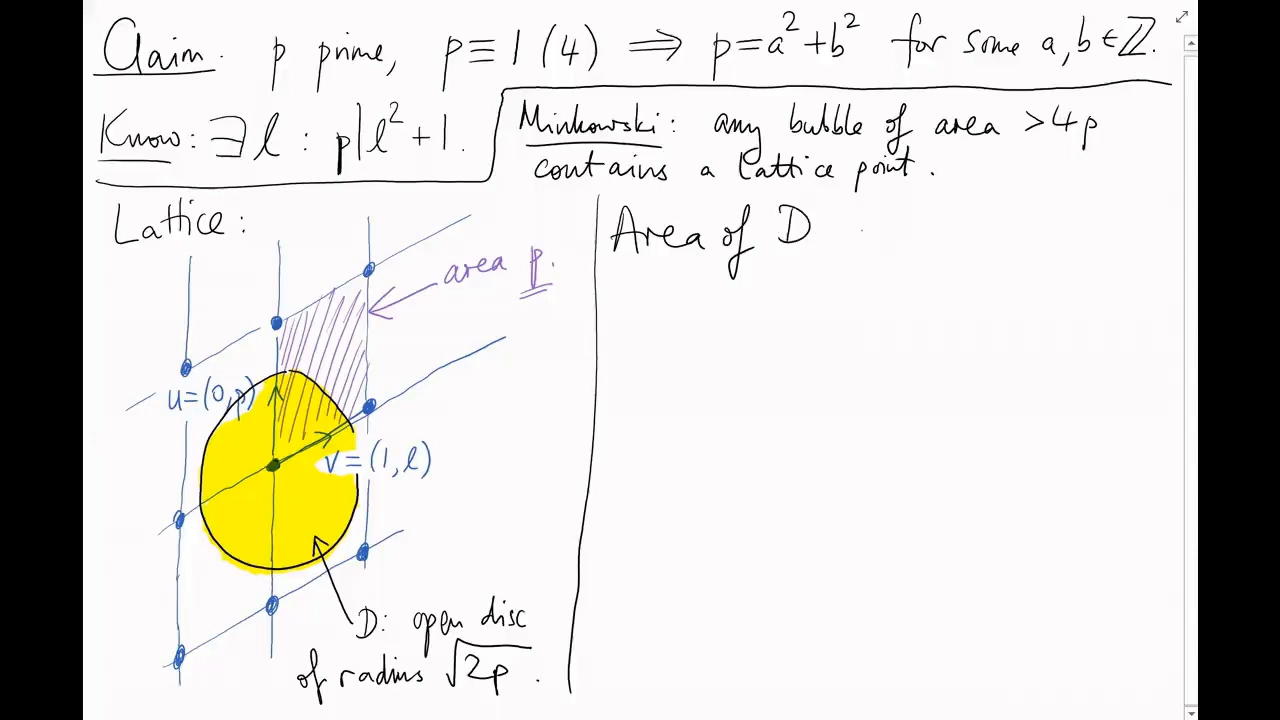 Claim. p prime, p≡1 (4) ⟹ p=a²+b² for some a, b ∈ ℤ.
Know: ∃ l : p|l²+1.
Minkowski: any bubble of area >4p
contains a lattice point.
Lattice:
area p.
u=(0,p)
v=(1,l)
D: open disc
of radius √2p.
Area of D